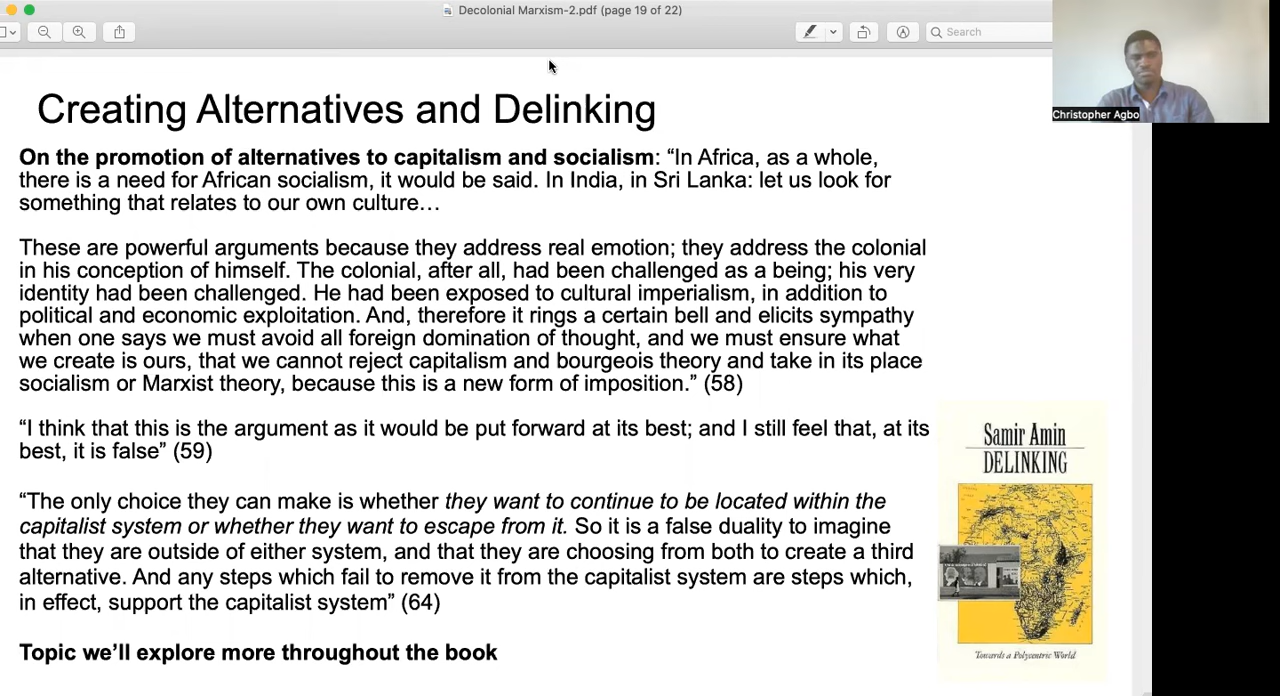 Decolonial Marxism-2.pdf (page 19 of 22)
Search
Christopher Agbo
Creating Alternatives and Delinking
On the promotion of alternatives to capitalism and socialism: “In Africa, as a whole,
there is a need for African socialism, it would be said. In India, in Sri Lanka: let us look for
something that relates to our own culture…
These are powerful arguments because they address real emotion; they address the colonial
in his conception of himself. The colonial, after all, had been challenged as a being; his very
identity had been challenged. He had been exposed to cultural imperialism, in addition to
political and economic exploitation. And, therefore it rings a certain bell and elicits sympathy
when one says we must avoid all foreign domination of thought, and we must ensure what
we create is ours, that we cannot reject capitalism and bourgeois theory and take in its place
socialism or Marxist theory, because this is a new form of imposition.” (58)
“I think that this is the argument as it would be put forward at its best; and I still feel that, at its
best, it is false” (59)
“The only choice they can make is whether they want to continue to be located within the
capitalist system or whether they want to escape from it. So it is a false duality to imagine
that they are outside of either system, and that they are choosing from both to create a third
alternative. And any steps which fail to remove it from the capitalist system are steps which,
in effect, support the capitalist system” (64)
Topic we’ll explore more throughout the book
Samir Amin
DELINKING
Towards a Polycentric World